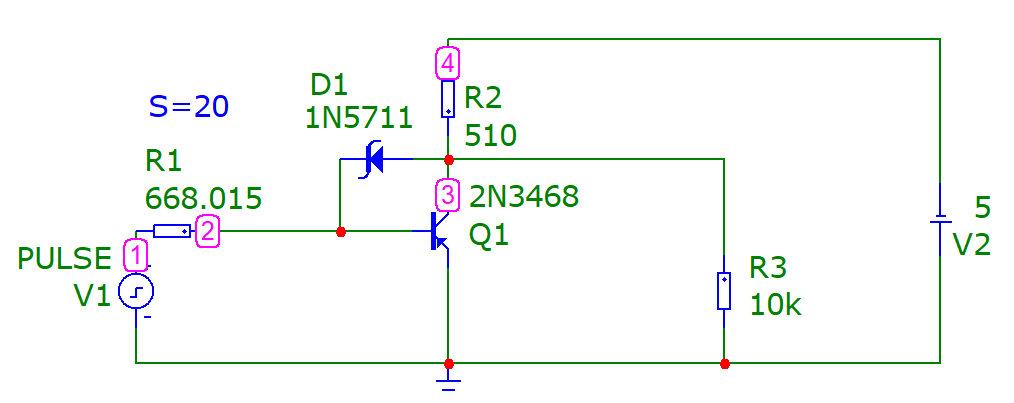 4
D1
1N5711
S=20
R2
510
R1
668.015
3
2N3468
Q1
2
PULSE
1
V1
5
V2
R3
10k